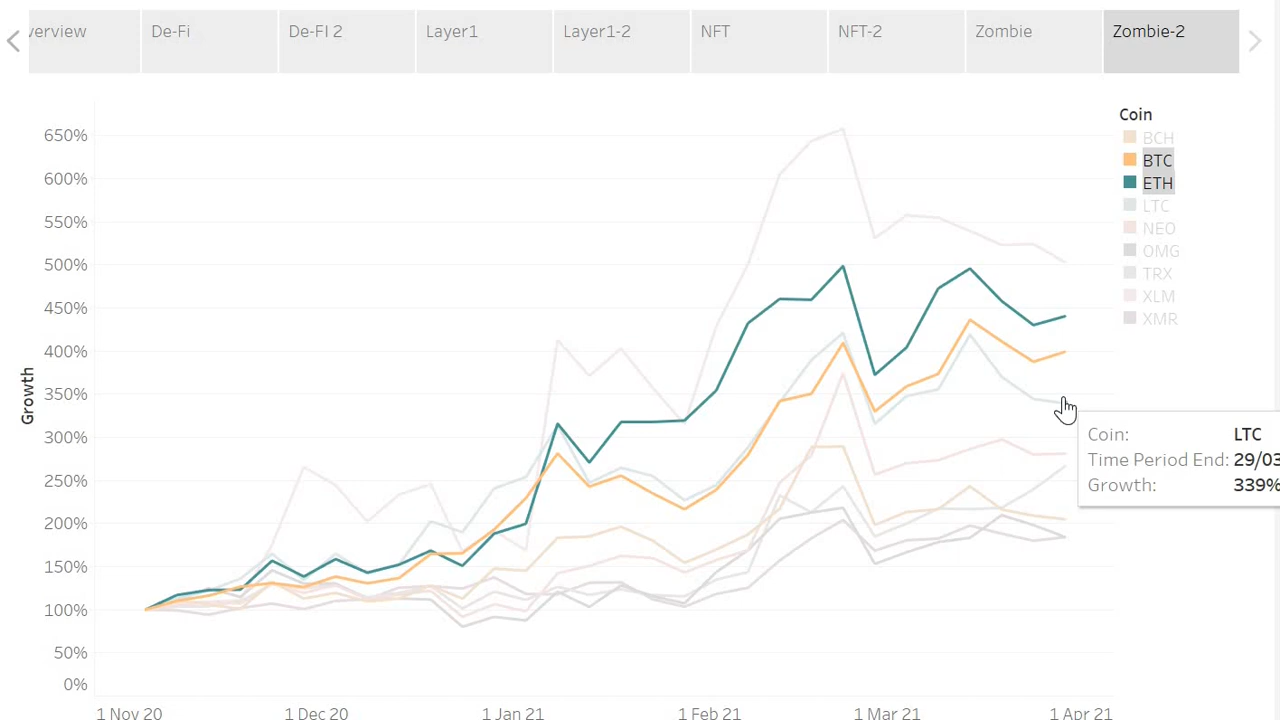 verview De-Fi De-FI 2 Layer1 Layer1-2 NFT NFT-2 Zombie Zombie-2
Coin
BCH
BTC
ETH
LTC
NEO
OMG
TRX
XLM
XMR
Growth
650%
600%
550%
500%
450%
400%
350%
300%
250%
200%
150%
100%
50%
0%
Coin: LTC
Time Period End: 29/03
Growth: 339%
1 Nov 20 1 Dec 20 1 Jan 21 1 Feb 21 1 Mar 21 1 Apr 21